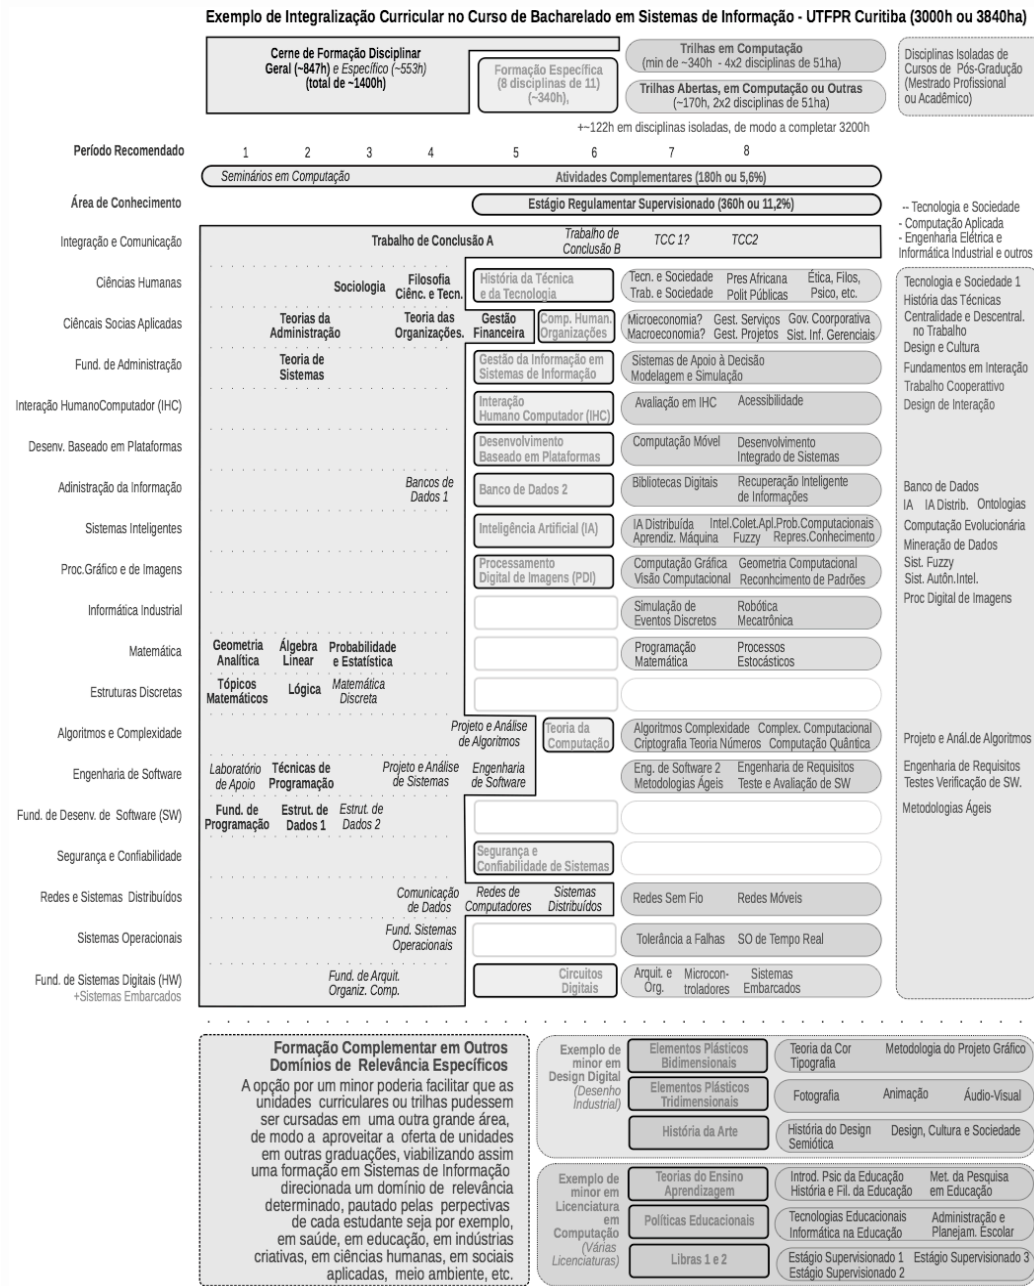 Exemplo de Integralização Curricular no Curso de Bacharelado em Sistemas de Informação - UTFPR Curitiba (3000h ou 3840ha)
Cerne de Formação Disciplinar
Geral (~847h) e Específico (~553h)
(total de ~1400h)
Formação Específica
(8 disciplinas de 11)
(~340h),
Trilhas em Computação
(min de ~340h - 4x2 disciplinas de 51ha)
Trilhas Abertas, em Computação ou Outras
(~170h, 2x2 disciplinas de 51ha)
Disciplinas Isoladas de
Cursos de Pós-Gradução
(Mestrado Profissional
ou Acadêmico)
+~122h em disciplinas isoladas, de modo a completar 3200h
Período Recomendado 1 2 3 4 5 6 7 8
Seminários em Computação Atividades Complementares (180h ou 5,6%)
Área de Conhecimento Estágio Regulamentar Supervisionado (360h ou 11,2%)
-- Tecnologia e Sociedade
- Computação Aplicada
- Engenharia Elétrica e
Informática Industrial e outros
Integração e Comunicação
Trabalho de Conclusão A
Trabalho de
Conclusão B
TCC 1? TCC2
Ciências Humanas
Sociologia
Filosofia
Ciênc. e Tecn.
História da Técnica
e da Tecnologia
Tecn. e Sociedade
Trab. e Sociedade
Pres Africana
Polit Públicas
Ética, Filos,
Psico, etc.
Tecnologia e Sociedade 1
História das Técnicas
Centralidade e Descentral.
no Trabalho
Design e Cultura
Fundamentos em Interação
Trabalho Cooperattivo
Design de Interação
Ciêncais Socias Aplicadas
Teorias da
Administração
Teoria das
Organizações.
Gestão
Financeira
Comp. Human.
Organizações
Microeconomia?
Macroeconomia?
Gest. Serviços
Gest. Projetos
Gov. Coorporativa
Sist. Inf. Gerenciais
Fund. de Administração
Teoria de
Sistemas
Gestão da Informação em
Sistemas de Informação
Sistemas de Apoio à Decisão
Modelagem e Simulação
Interação HumanoComputador (IHC)
Interação
Humano Computador (IHC)
Avaliação em IHC Acessibilidade
Desenv. Baseado em Plataformas
Desenvolvimento
Baseado em Plataformas
Computação Móvel
Desenvolvimento
Integrado de Sistemas
Adinistração da Informação
Bancos de
Dados 1
Banco de Dados 2
Bibliotecas Digitais
Recuperação Inteligente
de Informações
Banco de Dados
IA IA Distrib. Ontologias
Computação Evolucionária
Mineração de Dados
Sist. Fuzzy
Sist. Autôn.Intel.
Proc Digital de Imagens
Sistemas Inteligentes
Inteligência Artificial (IA)
IA Distribuída Intel.Colet.Apl.Prob.Computacionais
Aprendiz. Máquina Fuzzy Repres.Conhecimento
Proc.Gráfico e de Imagens
Processamento
Digital de Imagens (PDI)
Computação Gráfica Geometria Computacional
Visão Computacional Reconhcimento de Padrões
Informática Industrial
Simulação de
Eventos Discretos
Robótica
Mecatrônica
Matemática
Geometria
Analítica
Álgebra
Linear
Probabilidade
e Estatística
Programação
Matemática
Processos
Estocásticos
Estruturas Discretas
Tópicos
Matemáticos
Lógica
Matemática
Discreta
Algoritmos e Complexidade
Projeto e Análise
de Algoritmos
Teoria da
Computação
Algoritmos Complexidade Complex. Computacional
Criptografia Teoria Números Computação Quântica
Projeto e Anál.de Algoritmos
Engenharia de Software
Laboratório
de Apoio
Técnicas de
Programação
Projeto e Análise
de Sistemas
Engenharia
de Software
Eng. de Software 2 Engenharia de Requisitos
Metodologias Ágeis Teste e Avaliação de SW
Engenharia de Requisitos
Testes Verificação de SW.
Metodologias Ágeis
Fund. de Desenv. de Software (SW)
Fund. de
Programação
Estrut. de
Dados 1
Estrut. de
Dados 2
Segurança e Confiabilidade
Segurança e
Confiabilidade de Sistemas
Redes e Sistemas Distribuídos
Comunicação
de Dados
Redes de
Computadores
Sistemas
Distribuídos
Redes Sem Fio Redes Móveis
Sistemas Operacionais
Fund. Sistemas
Operacionais
Tolerância a Falhas SO de Tempo Real
Fund. de Sistemas Digitais (HW)
+Sistemas Embarcados
Fund. de Arquit.
Organiz. Comp.
Circuitos
Digitais
Arquit. e
Org.
Microcon-
troladores
Sistemas
Embarcados
Formação Complementar em Outros
Domínios de Relevância Específicos
A opção por um minor poderia facilitar que as
unidades curriculares ou trilhas pudessem
ser cursadas em uma outra grande área,
de modo a aproveitar a oferta de unidades
em outras graduações, viabilizando assim
uma formação em Sistemas de Informação
direcionada um domínio de relevância
determinado, pautado pelas perpectivas
de cada estudante seja por exemplo,
em saúde, em educação, em indústrias
criativas, em ciências humanas, em sociais
aplicadas, meio ambiente, etc.
Exemplo de
minor em
Design Digital
(Desenho
Industrial)
Elementos Plásticos
Bidimensionais
Teoria da Cor Metodologia do Projeto Gráfico
Tipografia
Elementos Plásticos
Tridimensionais
Fotografia Animação Áudio-Visual
História da Arte
História do Design Design, Cultura e Sociedade
Semiótica
Exemplo de
minor em
Licenciatura
em
Computação
(Várias
Licenciaturas)
Teorias do Ensino
Aprendizagem
Introd. Psic da Educação
História e Fil. da Educação
Met. da Pesquisa
em Educação
Políticas Educacionais
Tecnologias Educacionais
Informática na Educação
Administração e
Planejam. Escolar
Libras 1 e 2
Estágio Supervisionado 1 Estágio Supervisionado 3
Estágio Supervisionado 2